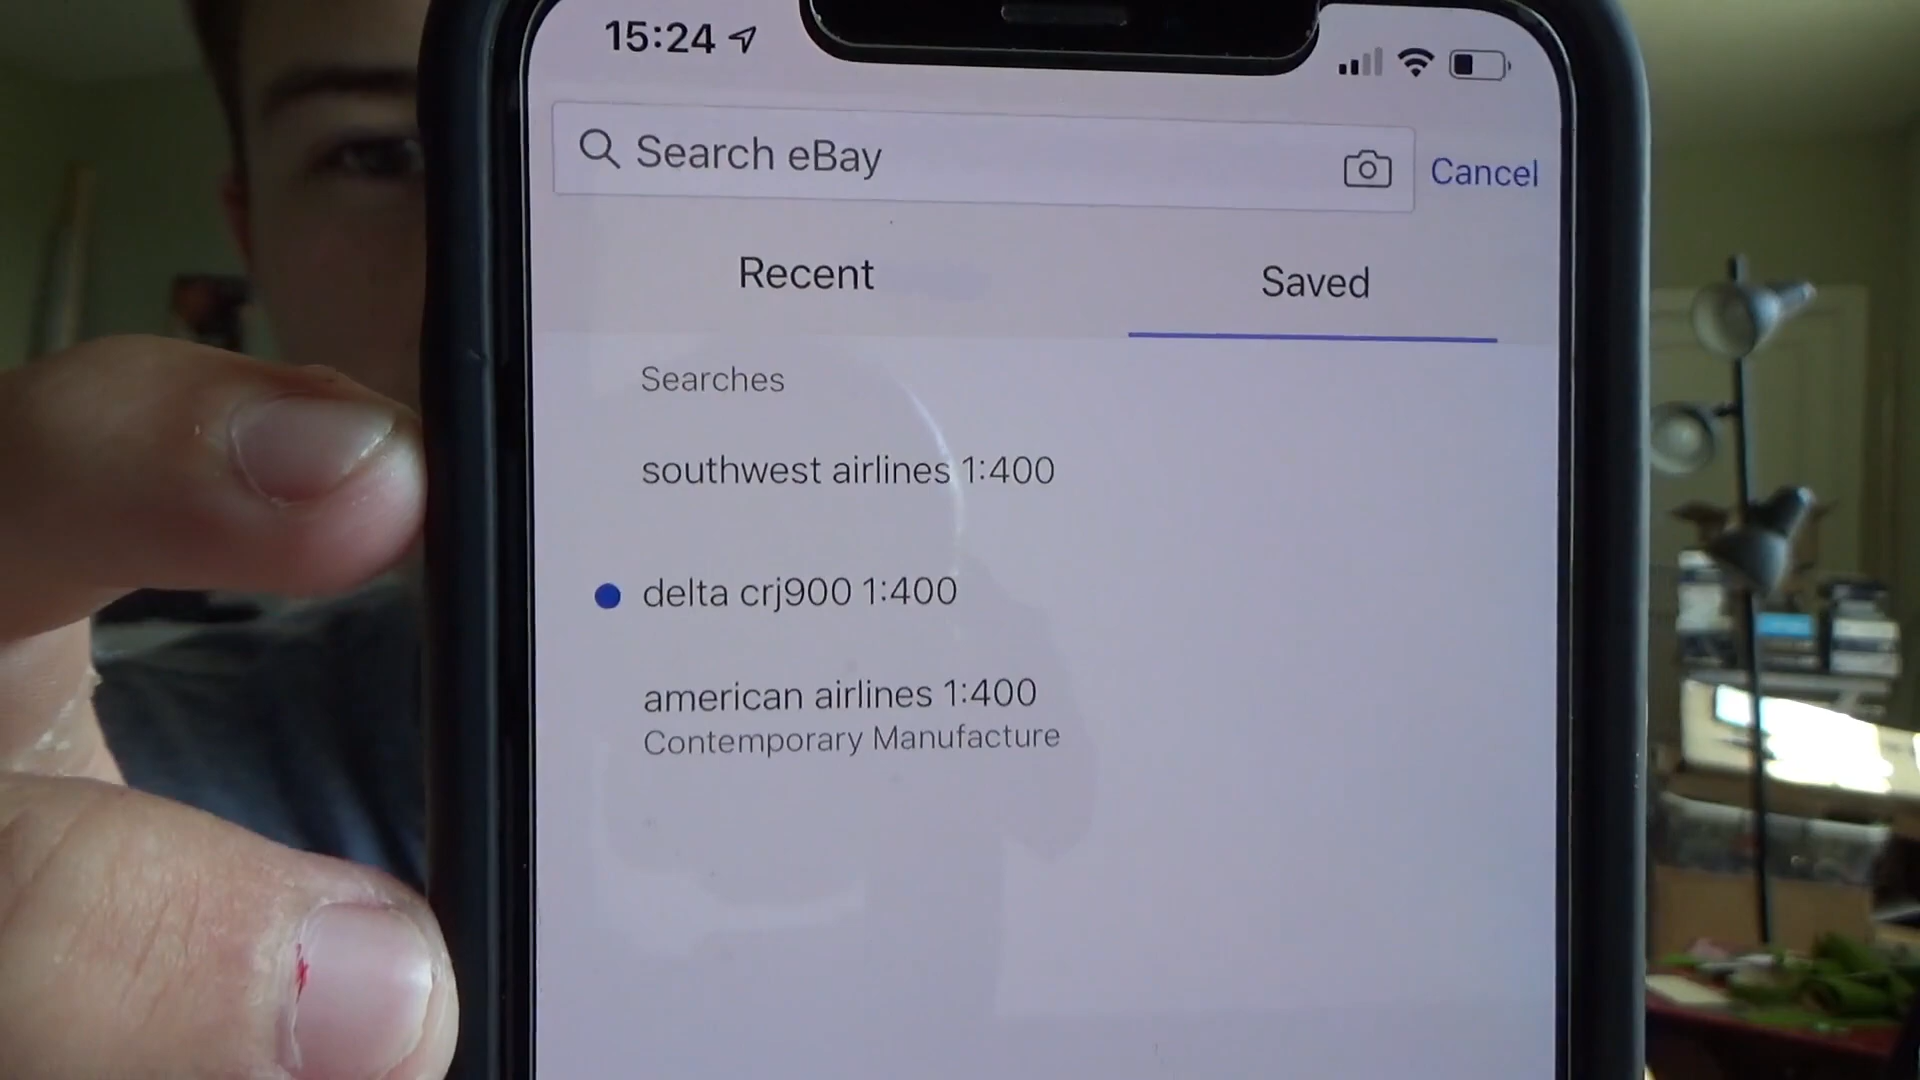 15:24
Search eBay
Cancel
Recent
Saved
Searches
southwest airlines 1:400
delta crj900 1:400
american airlines 1:400
Contemporary Manufacture